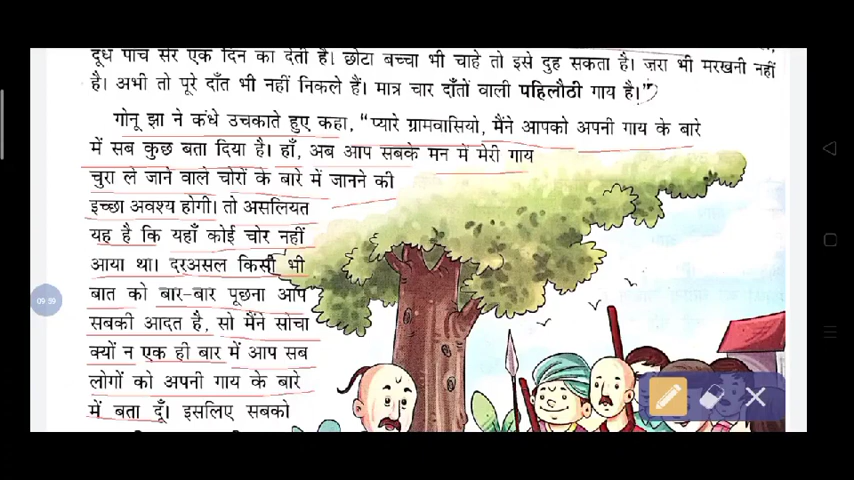 दूध पाँच सेर एक दिन का देती है। छोटा बच्चा भी चाहे तो इसे दुह सकता है। ज़रा भी मरखनी नहीं
है। अभी तो पूरे दाँत भी नहीं निकले हैं। मात्र चार दाँतों वाली पहिलौठी गाय है।"
गोनू झा ने कंधे उचकाते हुए कहा, "प्यारे ग्रामवासियो, मैंने आपको अपनी गाय के बारे
में सब कुछ बता दिया है। हाँ, अब आप सबके मन में मेरी गाय
चुरा ले जाने वाले चोरों के बारे में जानने की
इच्छा अवश्य होगी। तो असलियत
यह है कि यहाँ कोई चोर नहीं
आया था। दरअसल किसी भी
बात को बार-बार पूछना आप
सबकी आदत है, सो मैंने सोचा
क्यों न एक ही बार में आप सब
लोगों को अपनी गाय के बारे
में बता दूँ। इसलिए सबको
09:39